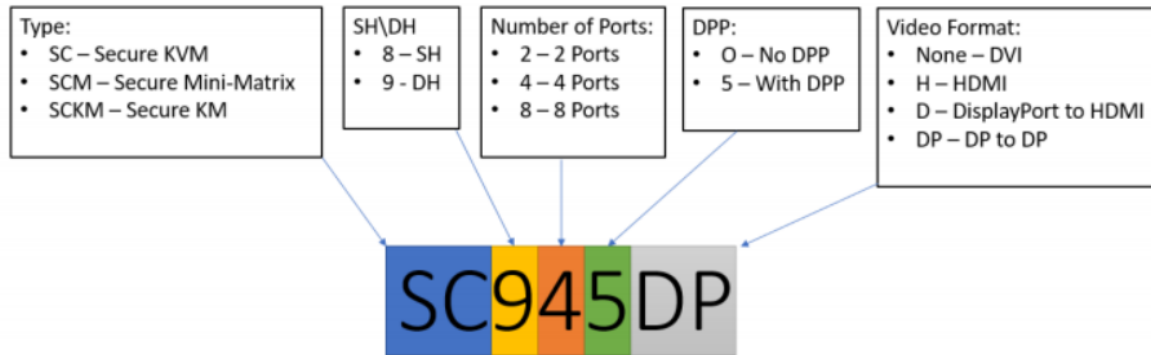 Type:
• SC – Secure KVM
• SCM – Secure Mini-Matrix
• SCKM – Secure KM
SH\DH
• 8 – SH
• 9 - DH
Number of Ports:
• 2 – 2 Ports
• 4 – 4 Ports
• 8 – 8 Ports
DPP:
• O – No DPP
• 5 – With DPP
Video Format:
• None – DVI
• H – HDMI
• D – DisplayPort to HDMI
• DP – DP to DP
SC945DP